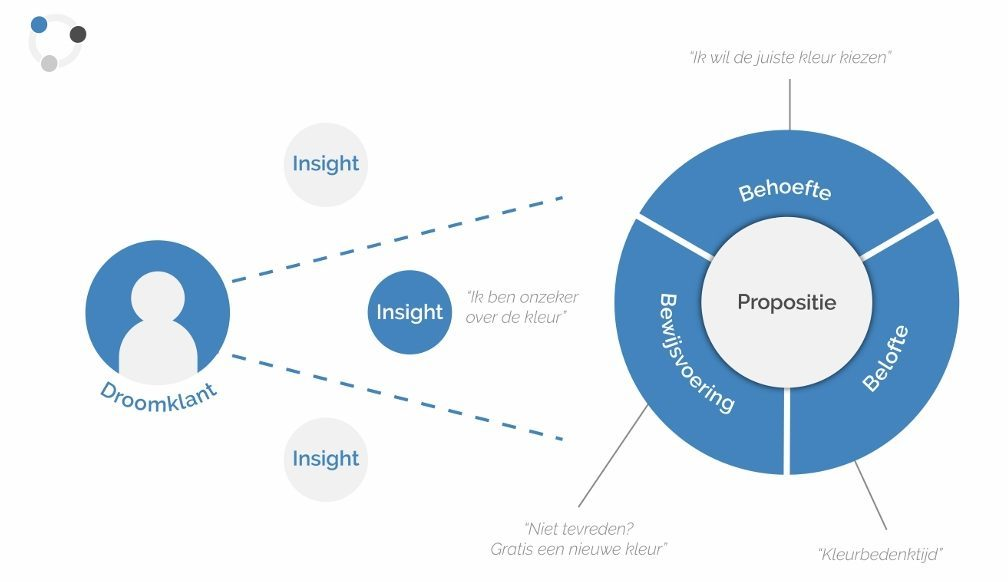 "Ik wil de juiste kleur kiezen"
Insight
Behoefte
Insight
"Ik ben onzeker
over de kleur"
Propositie
Bewijsvoering
Belofte
Droomklant
Insight
"Niet tevreden?
Gratis een nieuwe kleur"
"Kleurbedenktijd"